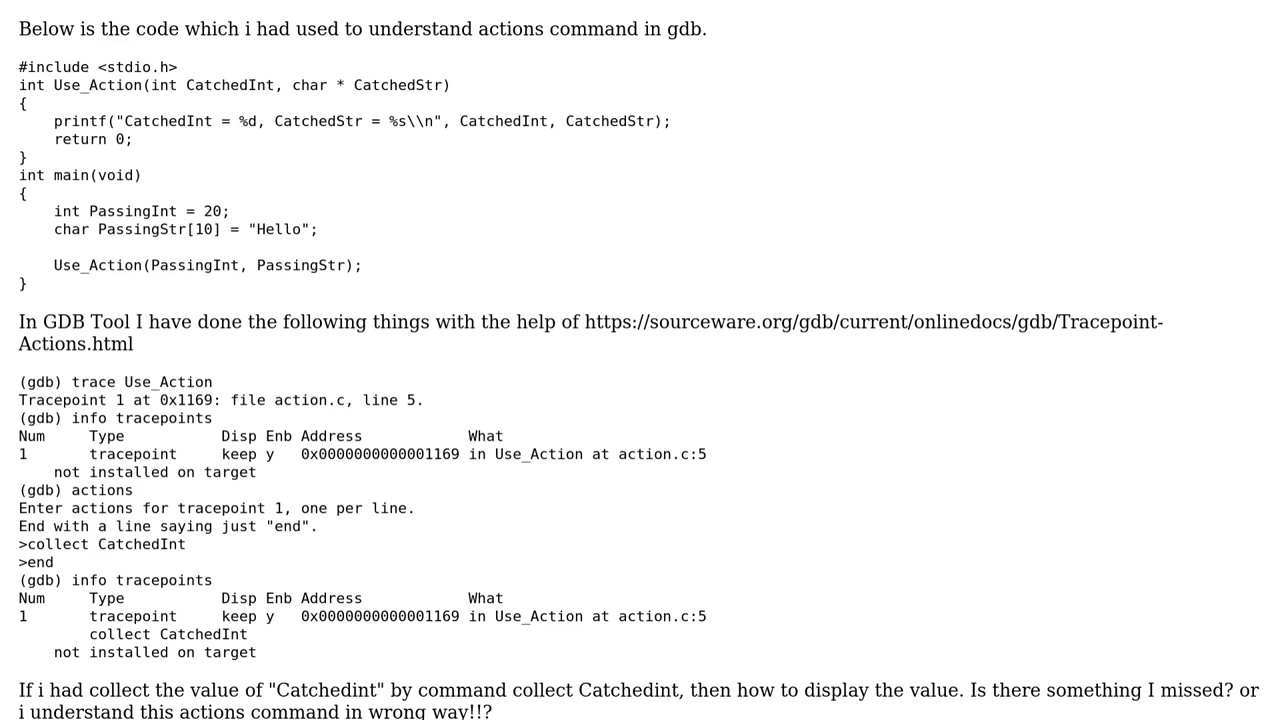 Below is the code which i had used to understand actions command in gdb.
#include <stdio.h>
int Use_Action(int CatchedInt, char * CatchedStr)
{
    printf("CatchedInt = %d, CatchedStr = %s\\n", CatchedInt, CatchedStr);
    return 0;
}
int main(void)
{
    int PassingInt = 20;
    char PassingStr[10] = "Hello";

    Use_Action(PassingInt, PassingStr);
}
In GDB Tool I have done the following things with the help of https://sourceware.org/gdb/current/onlinedocs/gdb/Tracepoint-
Actions.html
(gdb) trace Use_Action
Tracepoint 1 at 0x1169: file action.c, line 5.
(gdb) info tracepoints
Num     Type           Disp Enb Address            What
1       tracepoint     keep y   0x0000000000001169 in Use_Action at action.c:5
    not installed on target
(gdb) actions
Enter actions for tracepoint 1, one per line.
End with a line saying just "end".
>collect CatchedInt
>end
(gdb) info tracepoints
Num     Type           Disp Enb Address            What
1       tracepoint     keep y   0x0000000000001169 in Use_Action at action.c:5
        collect CatchedInt
    not installed on target
If i had collect the value of "Catchedint" by command collect Catchedint, then how to display the value. Is there something I missed? or
i understand this actions command in wrong way!!?